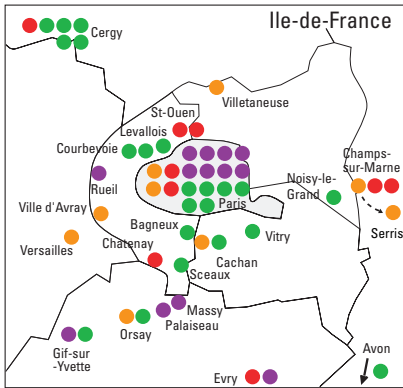 Ile-de-France
Cergy
Villetaneuse
St-Ouen
Levallois
Courbevoie
Champs-
sur-Marne
Noisy-le-
Grand
Rueil
Paris
Ville d'Avray
Serris
Bagneux
Versailles
Vitry
Chatenay
Cachan
Sceaux
Massy
Orsay
Palaiseau
Gif-sur
-Yvette
Avon
Evry